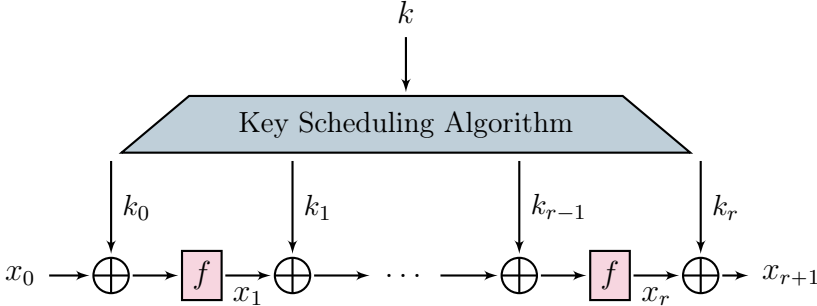 k
Key Scheduling Algorithm
k₀ k₁ kᵣ₋₁ kᵣ
x₀ f x₁ ⋯ f xᵣ xᵣ₊₁